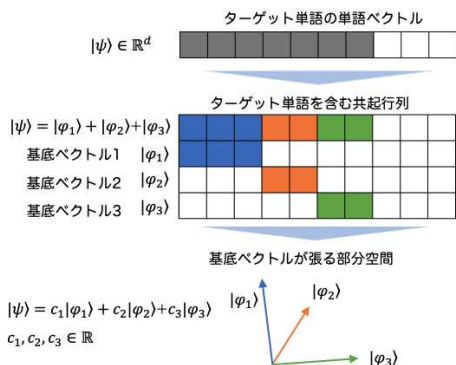 ターゲット単語の単語ベクトル
|ψ⟩ ∈ ℝᵈ
ターゲット単語を含む共起行列
|ψ⟩ = |φ₁⟩ + |φ₂⟩+|φ₃⟩
基底ベクトル1 |φ₁⟩
基底ベクトル2 |φ₂⟩
基底ベクトル3 |φ₃⟩
基底ベクトルが張る部分空間
|ψ⟩ = c₁|φ₁⟩ + c₂|φ₂⟩+c₃|φ₃⟩
c₁, c₂, c₃ ∈ ℝ
|φ₁⟩
|φ₂⟩
|φ₃⟩